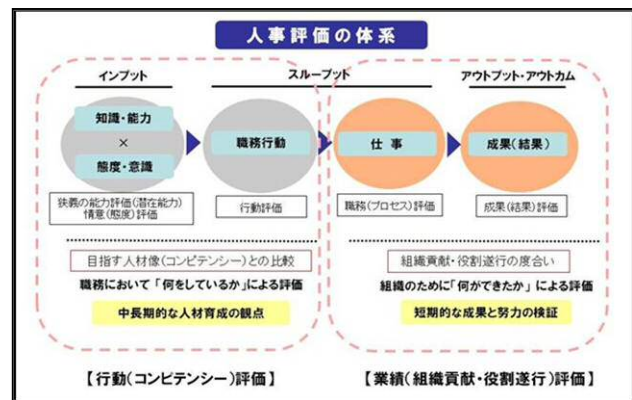 人事評価の体系
インプット
スループット
アウトプット・アウトカム
知識・能力
×
態度・意識
職務行動
仕 事
成果(結果)
狭義の能力評価(潜在能力)
情意(態度)評価
行動評価
職務(プロセス)評価
成果(結果)評価
目指す人材像(コンピテンシー)との比較
職務において「何をしているか」による評価
中長期的な人材育成の観点
組織貢献・役割遂行の度合い
組織のために「何ができたか」による評価
短期的な成果と努力の検証
【行動(コンピテンシー)評価】
【業績(組織貢献・役割遂行)評価】